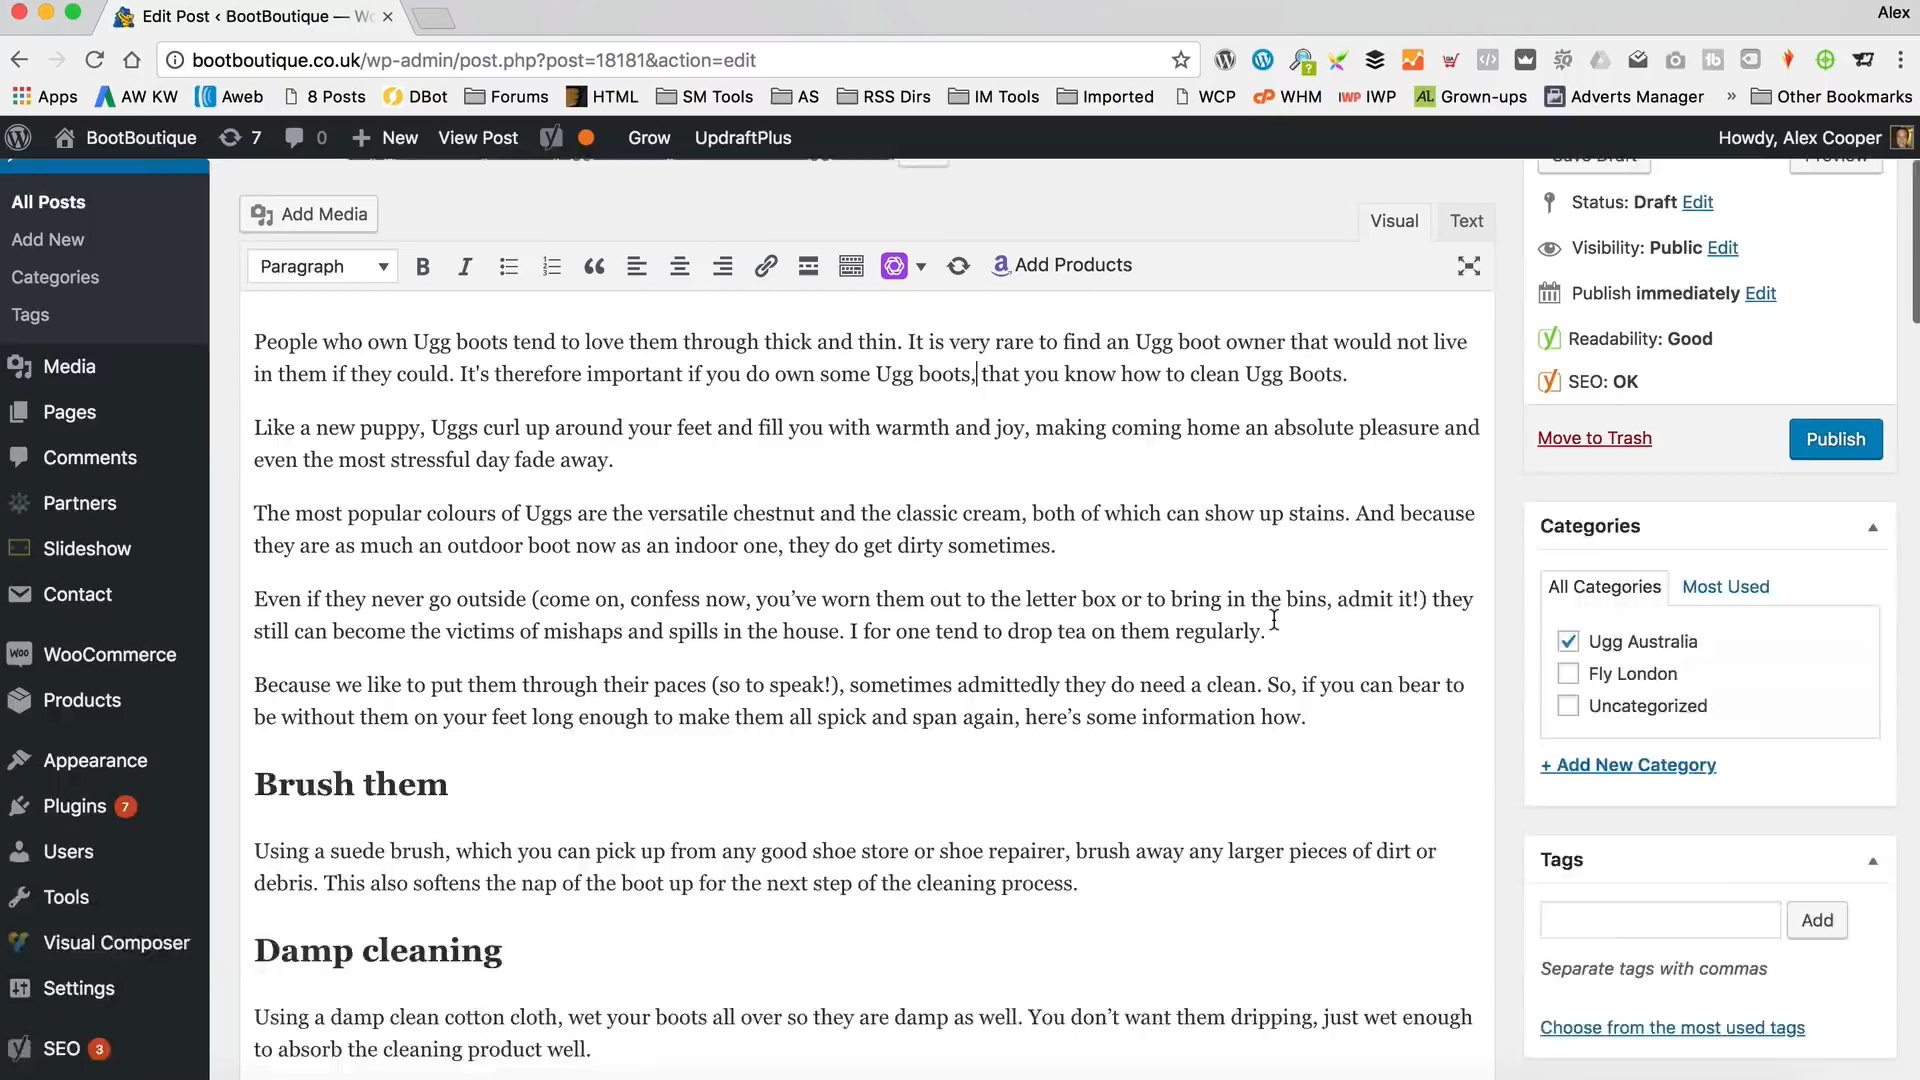 Edit Post ‹ BootBoutique — Wo
Alex
bootboutique.co.uk/wp-admin/post.php?post=18181&action=edit
Apps AW KW Aweb 8 Posts DBot Forums HTML SM Tools AS RSS Dirs IM Tools Imported WCP cP WHM IWP IWP AL Grown-ups Adverts Manager » Other Bookmarks
BootBoutique 7 0 + New View Post Grow UpdraftPlus Howdy, Alex Cooper
All Posts
Add New
Categories
Tags
Media
Pages
Comments
Partners
Slideshow
Contact
Woo WooCommerce
Products
Appearance
Plugins 7
Users
Tools
Visual Composer
Settings
SEO 3
Add Media
Visual Text
Paragraph B I Add Products
People who own Ugg boots tend to love them through thick and thin. It is very rare to find an Ugg boot owner that would not live
in them if they could. It's therefore important if you do own some Ugg boots, that you know how to clean Ugg Boots.
Like a new puppy, Uggs curl up around your feet and fill you with warmth and joy, making coming home an absolute pleasure and
even the most stressful day fade away.
The most popular colours of Uggs are the versatile chestnut and the classic cream, both of which can show up stains. And because
they are as much an outdoor boot now as an indoor one, they do get dirty sometimes.
Even if they never go outside (come on, confess now, you’ve worn them out to the letter box or to bring in the bins, admit it!) they
still can become the victims of mishaps and spills in the house. I for one tend to drop tea on them regularly.
Because we like to put them through their paces (so to speak!), sometimes admittedly they do need a clean. So, if you can bear to
be without them on your feet long enough to make them all spick and span again, here’s some information how.
Brush them
Using a suede brush, which you can pick up from any good shoe store or shoe repairer, brush away any larger pieces of dirt or
debris. This also softens the nap of the boot up for the next step of the cleaning process.
Damp cleaning
Using a damp clean cotton cloth, wet your boots all over so they are damp as well. You don’t want them dripping, just wet enough
to absorb the cleaning product well.
Save Draft Preview
Status: Draft Edit
Visibility: Public Edit
Publish immediately Edit
Readability: Good
SEO: OK
Move to Trash Publish
Categories
All Categories Most Used
Ugg Australia
Fly London
Uncategorized
+ Add New Category
Tags
Add
Separate tags with commas
Choose from the most used tags